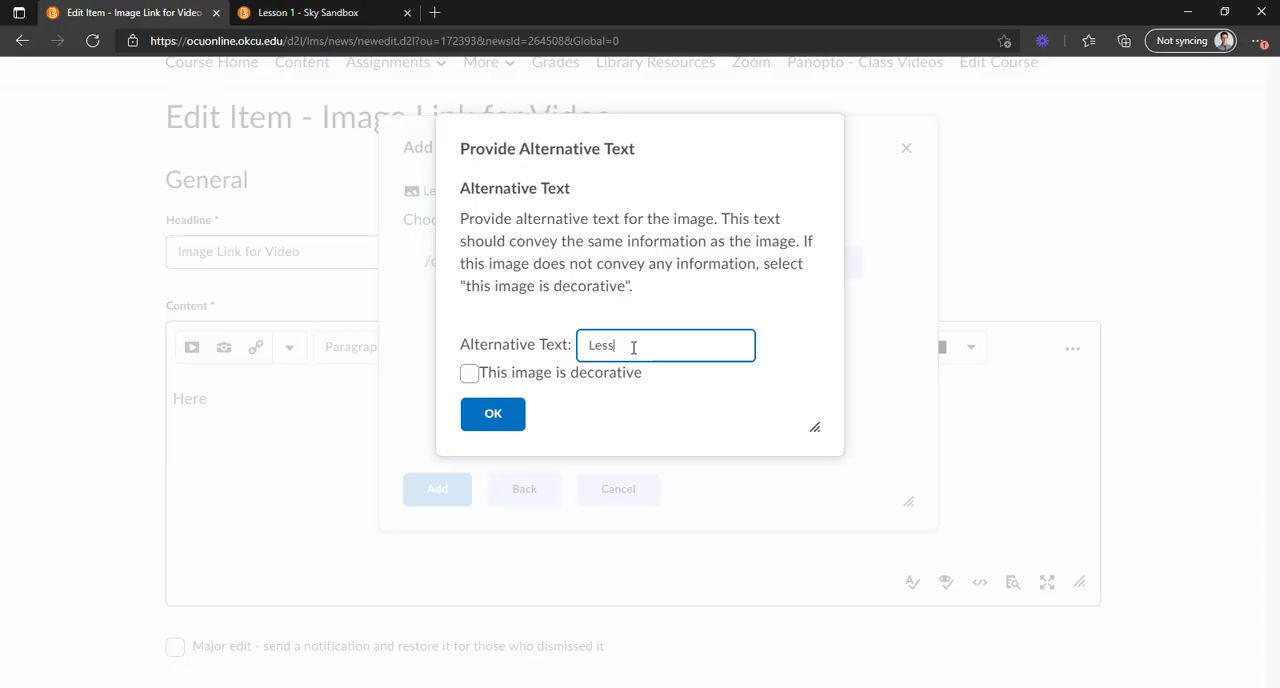 Edit Item - Image Link for Video
Lesson 1 - Sky Sandbox
https://ocuonline.okcu.edu/d2l/lms/news/newedit.d2l?ou=172393&newsId=264508&Global=0
Not syncing
Course Home
Content
Assignments
More
Grades
Library Resources
Zoom
Panopto - Class Videos
Edit Course
Edit Item - Image Link for Video
Add
Provide Alternative Text
General
Alternative Text
Le
Provide alternative text for the image. This text
should convey the same information as the image. If
this image does not convey any information, select
"this image is decorative".
Headline *
Choo
Image Link for Video
Content *
Alternative Text: Less
Paragrap
This image is decorative
Here
OK
Add
Back
Cancel
Major edit - send a notification and restore it for those who dismissed it